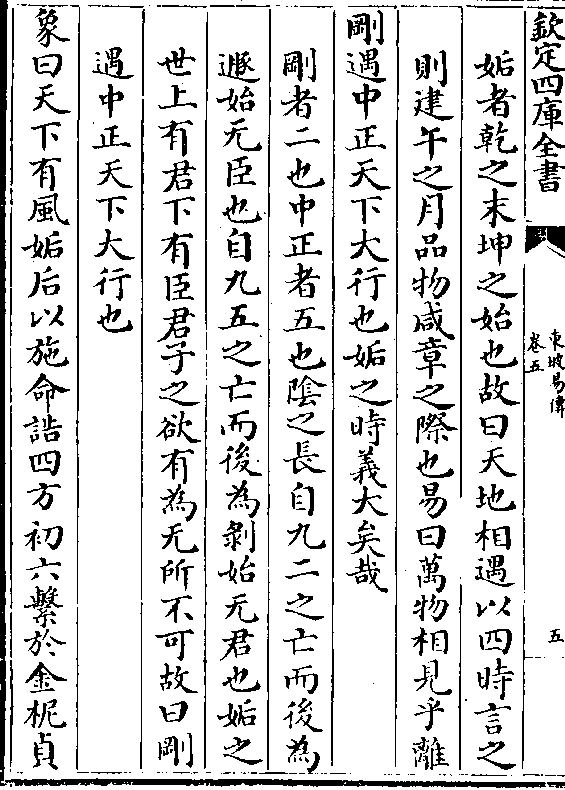 欽定四庫全書
東坡易傳
卷五
五
姤者乾之末坤之始也故曰天地相遇以四時言之
則建午之月品物咸章之際也易曰萬物相見乎離
剛遇中正天下大行也姤之時義大矣哉
剛者二也中正者五也隂之長自九二之亡而後為
遯始无臣也自九五之亡而後為剝始无君也姤之
世上有君下有臣君子之欲有為无所不可故曰剛
遇中正天下大行也
象曰天下有風姤后以施命誥四方初六繫於金柅貞